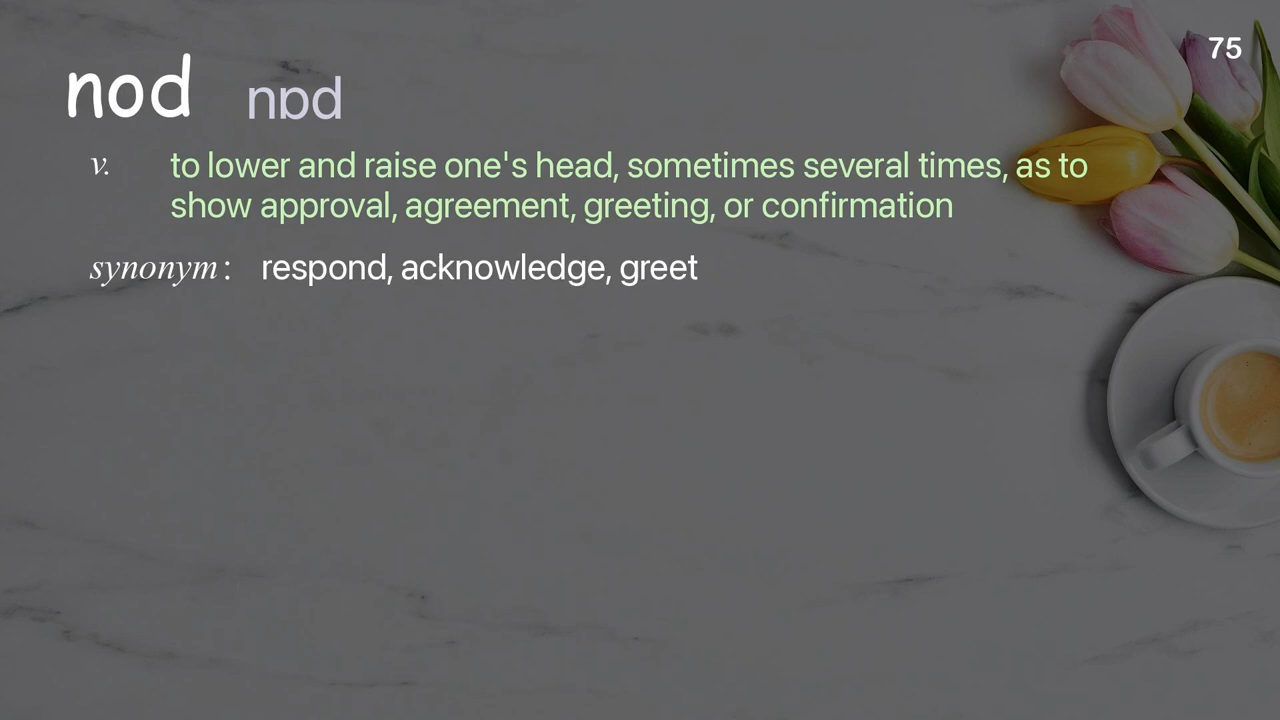 75
nod nɒd
v. to lower and raise one's head, sometimes several times, as to
show approval, agreement, greeting, or confirmation
synonym : respond, acknowledge, greet